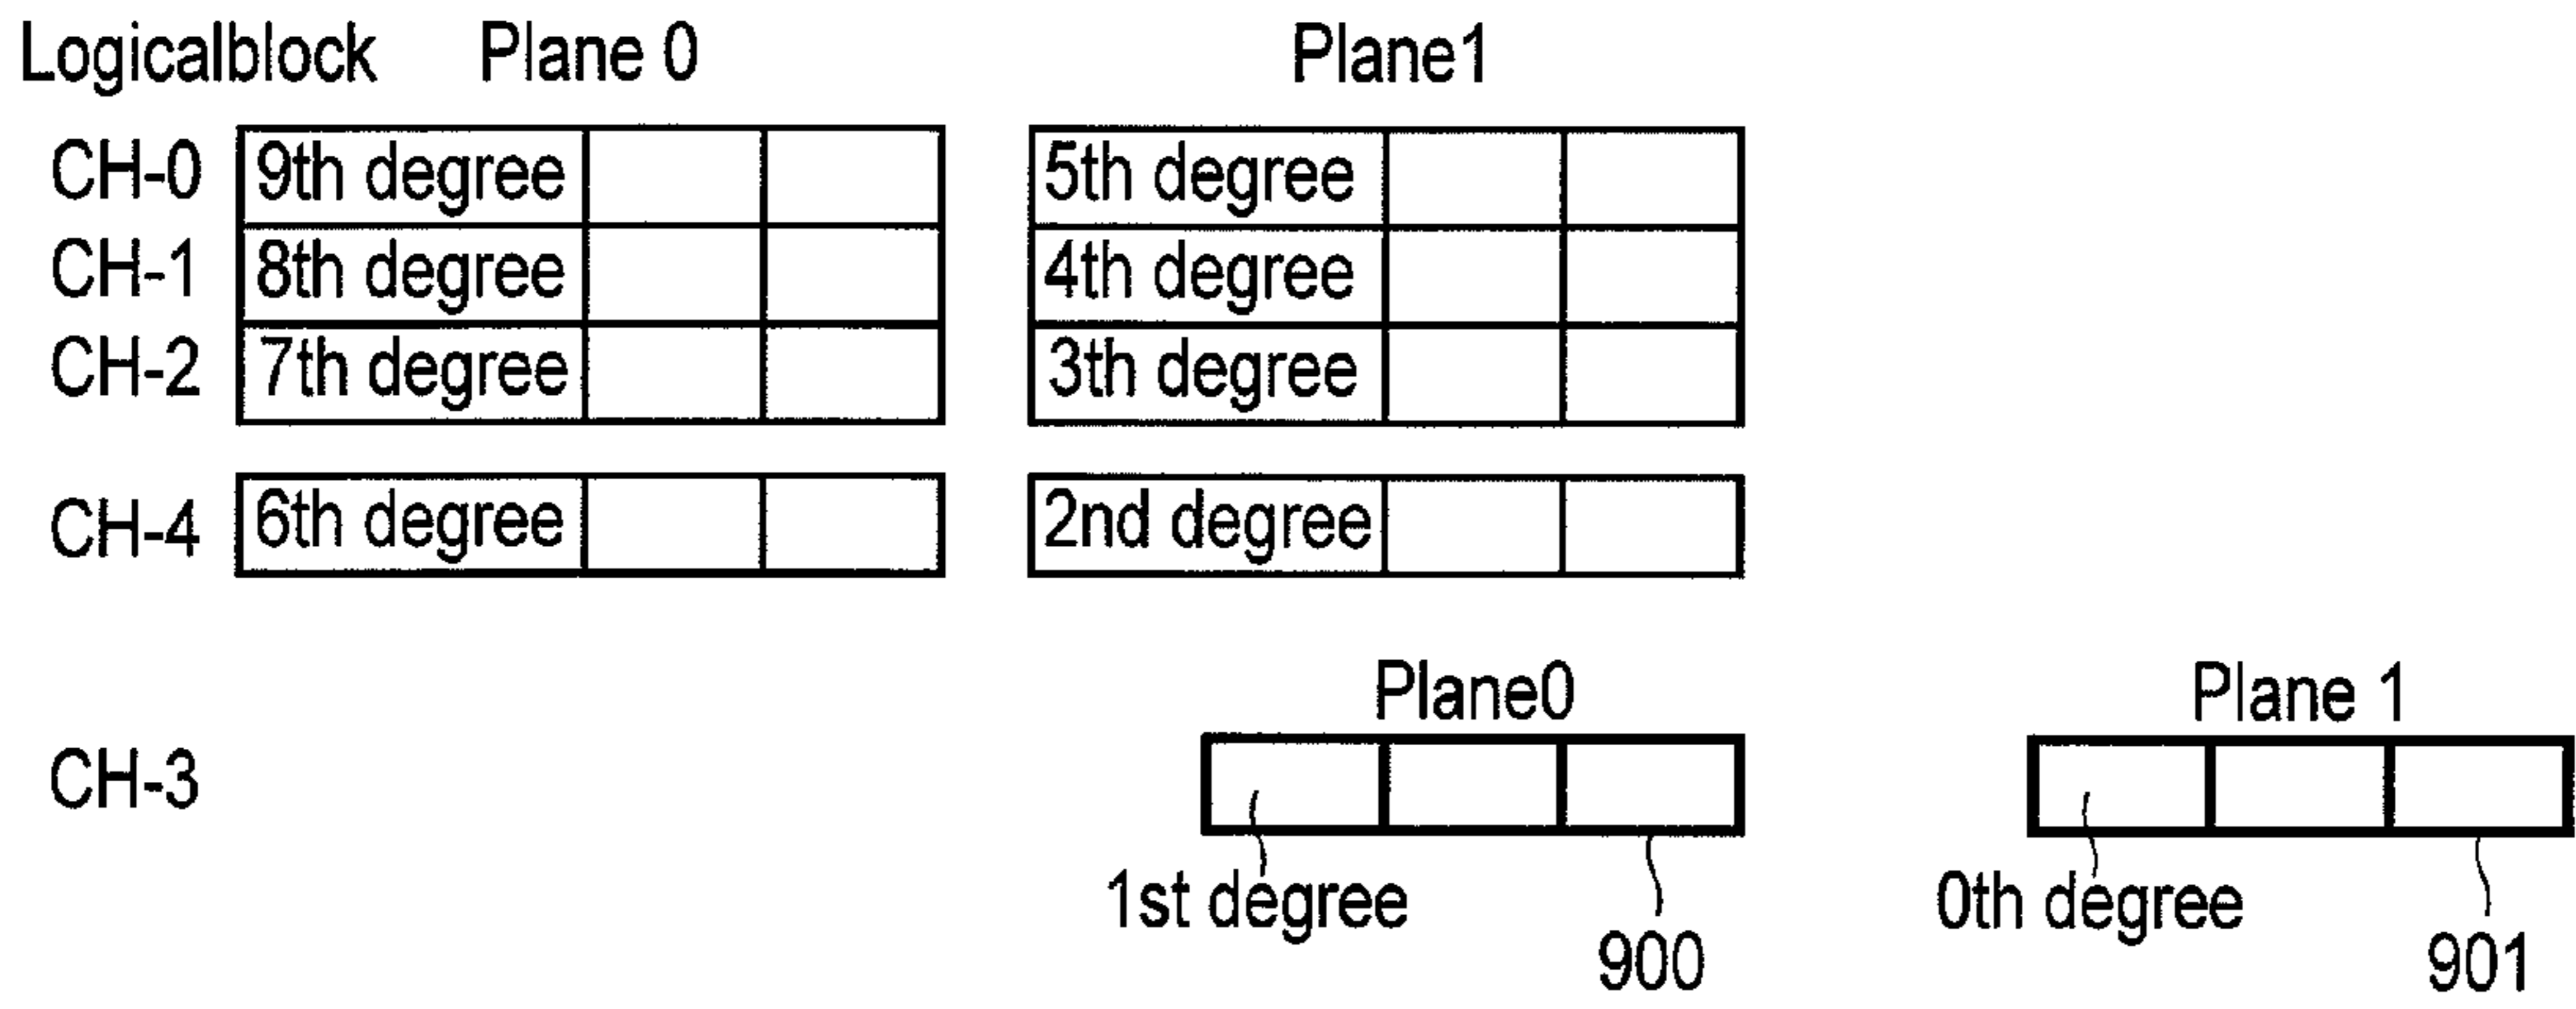 Logicalblock Plane 0 Plane1
CH-0 9th degree 5th degree
CH-1 8th degree 4th degree
CH-2 7th degree 3th degree
CH-4 6th degree 2nd degree
Plane0 Plane 1
CH-3
1st degree 0th degree
900 901